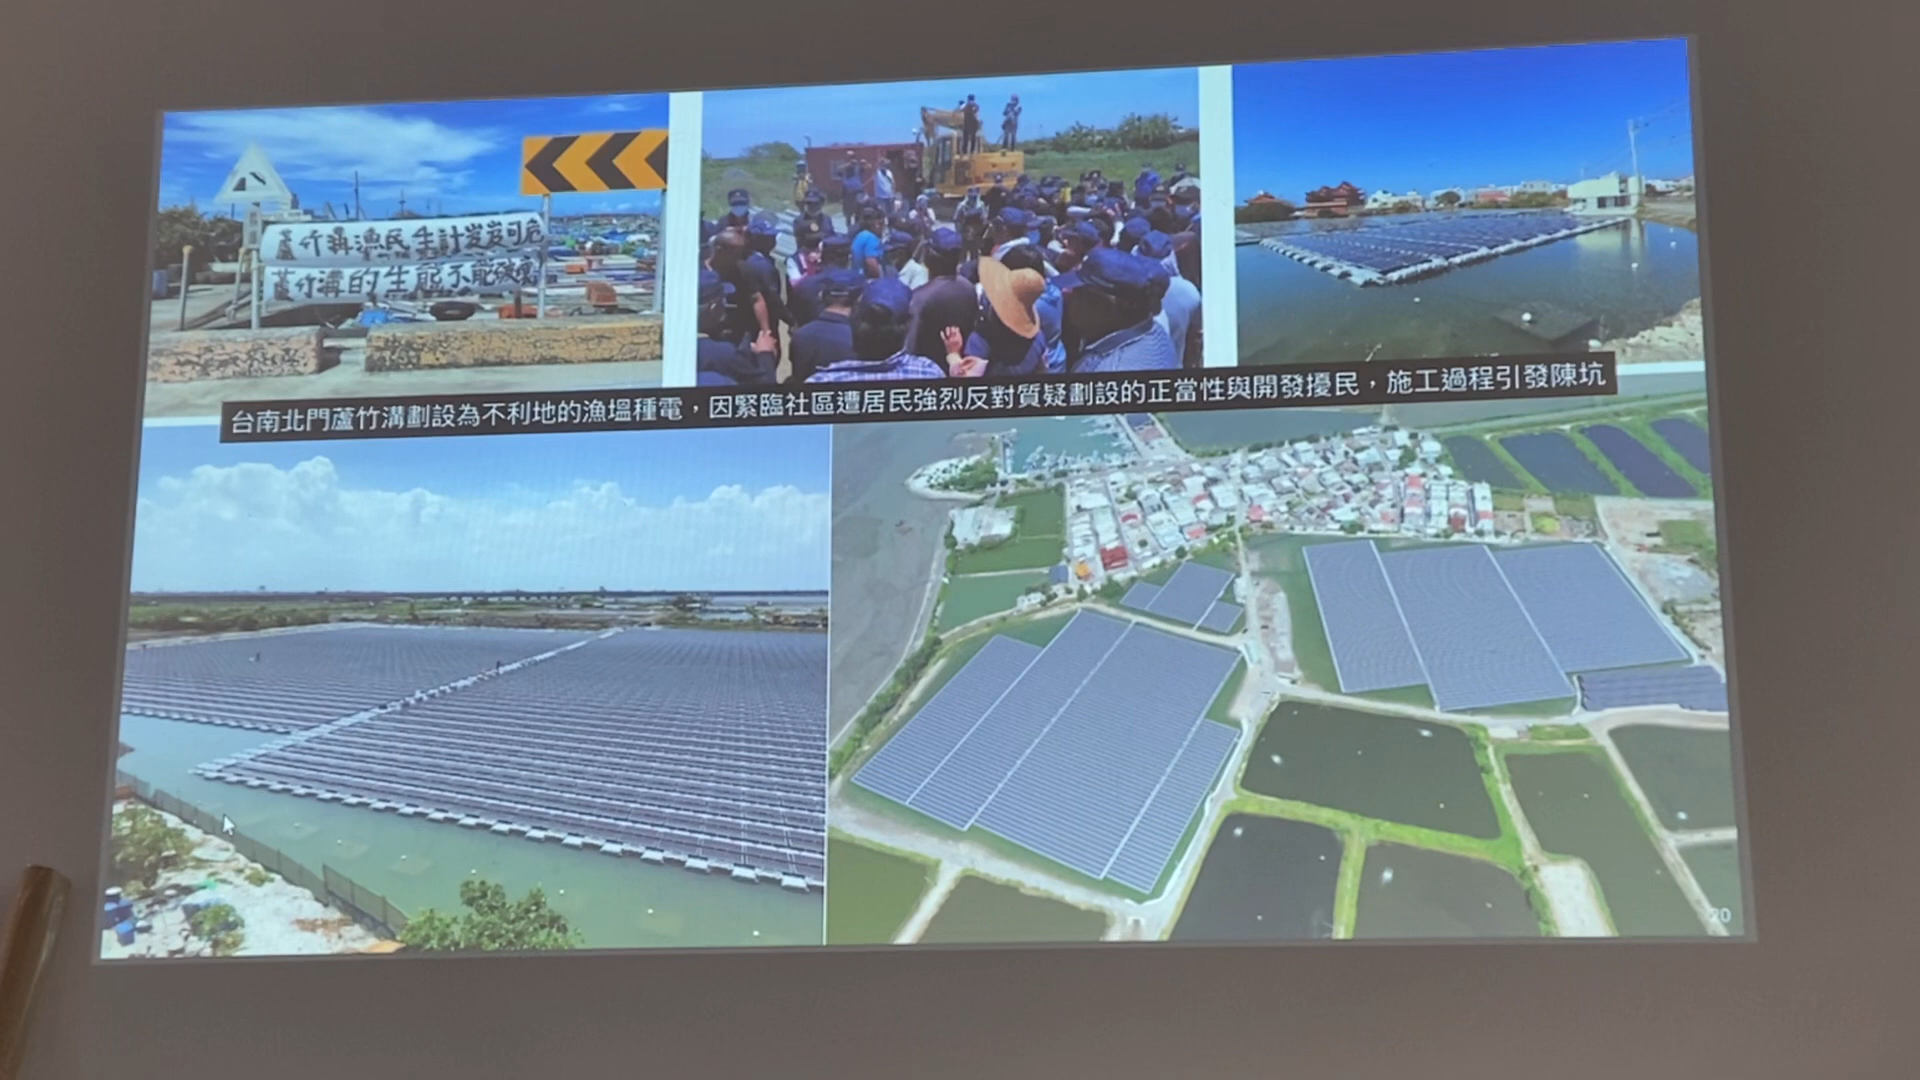 蘆竹溝漁民生計岌岌可危
蘆竹溝的生態不能破壞
台南北門蘆竹溝劃設為不利地的漁塭種電，因緊臨社區遭居民強烈反對質疑劃設的正當性與開發擾民，施工過程引發陳坑
20